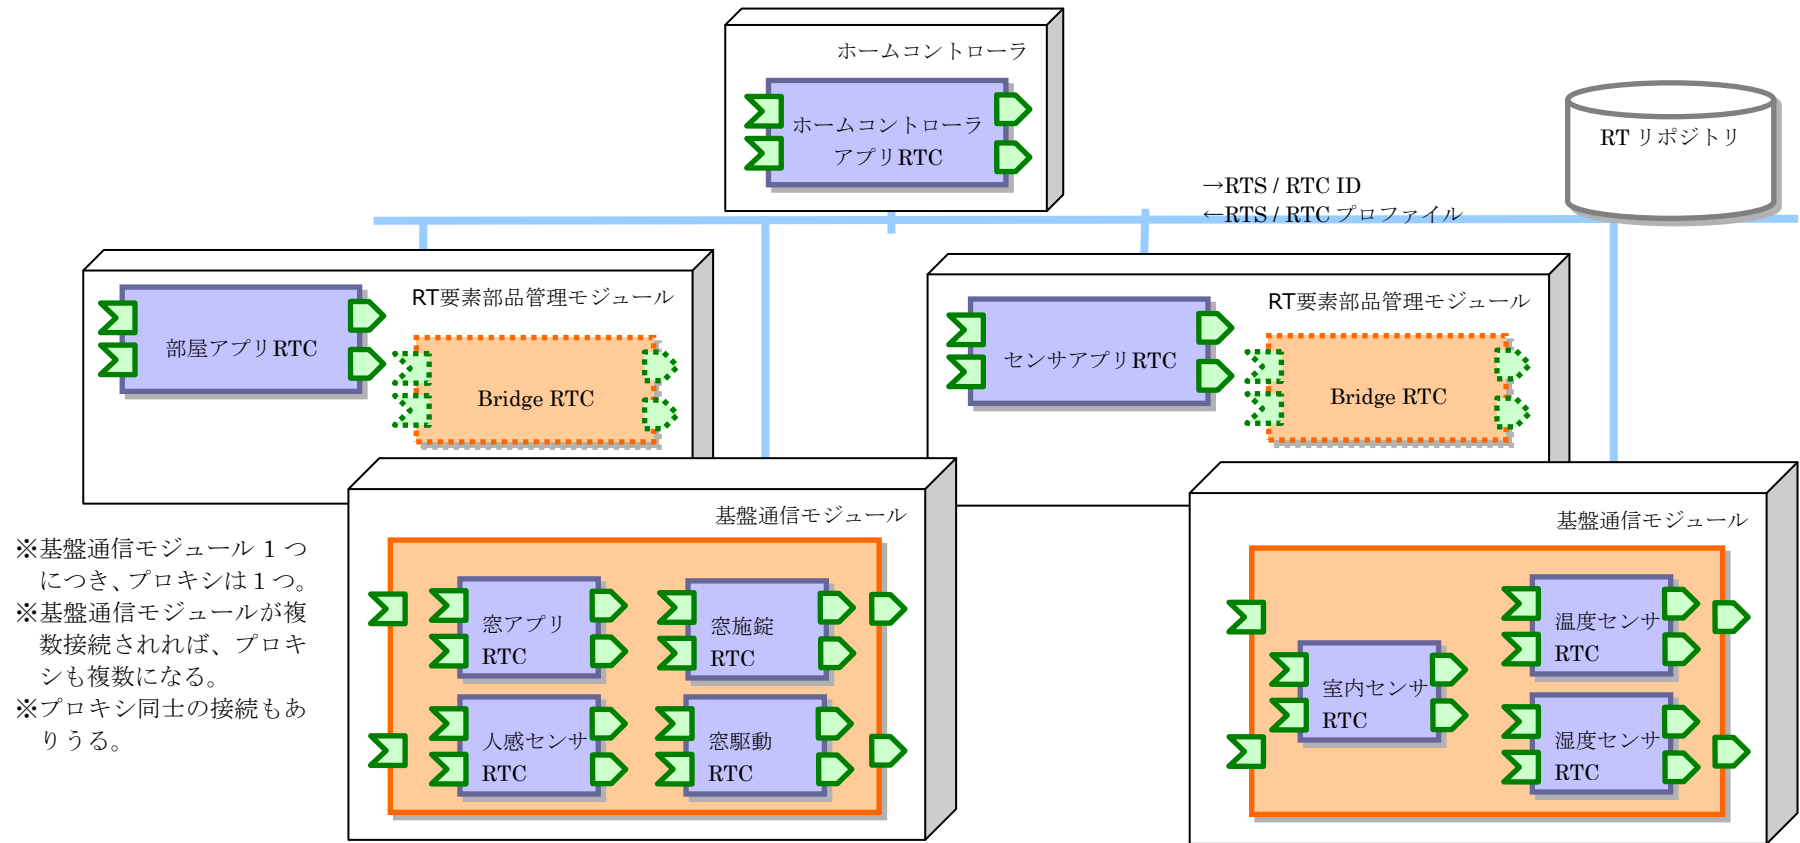 ホームコントローラ
ホームコントローラ
アプリRTC
RT リポジトリ
→RTS / RTC ID
←RTS / RTC プロファイル
RT要素部品管理モジュール
部屋アプリRTC
Bridge RTC
RT要素部品管理モジュール
センサアプリRTC
Bridge RTC
※基盤通信モジュール 1 つ
につき、プロキシは 1 つ。
※基盤通信モジュールが複
数接続されれば、プロキ
シも複数になる。
※プロキシ同士の接続もあ
りうる。
基盤通信モジュール
窓アプリ
RTC
窓施錠
RTC
人感センサ
RTC
窓駆動
RTC
基盤通信モジュール
室内センサ
RTC
温度センサ
RTC
湿度センサ
RTC